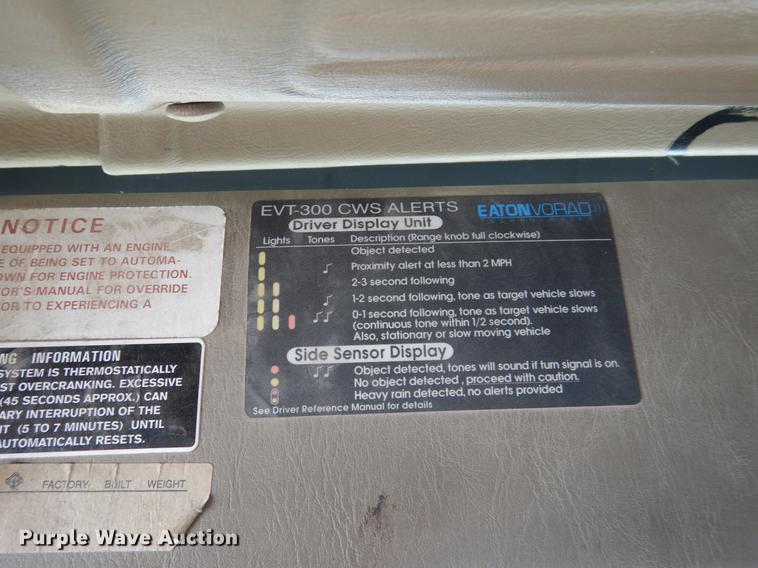 NOTICE
EQUIPPED WITH AN ENGINE
E OF BEING SET TO AUTOMA-
OWN FOR ENGINE PROTECTION.
OR'S MANUAL FOR OVERRIDE
OR TO EXPERIENCING A
NG INFORMATION
SYSTEM IS THERMOSTATICALLY
ST OVERCRANKING. EXCESSIVE
(45 SECONDS APPROX.) CAN
ARY INTERRUPTION OF THE
IT (5 TO 7 MINUTES) UNTIL
AUTOMATICALLY RESETS.
FACTORY BUILT WEIGHT
EVT-300 CWS ALERTS EATON VORAD
Driver Display Unit
Lights Tones Description (Range knob full clockwise)
Object detected
Proximity alert at less than 2 MPH
2-3 second following
1-2 second following, tone as target vehicle slows
0-1 second following, tone as target vehicle slows
(continuous tone within 1/2 second).
Also, stationary or slow moving vehicle
Side Sensor Display
Object detected, tones will sound if turn signal is on.
No object detected, proceed with caution.
Heavy rain detected, no alerts provided
See Driver Reference Manual for details
Purple Wave Auction